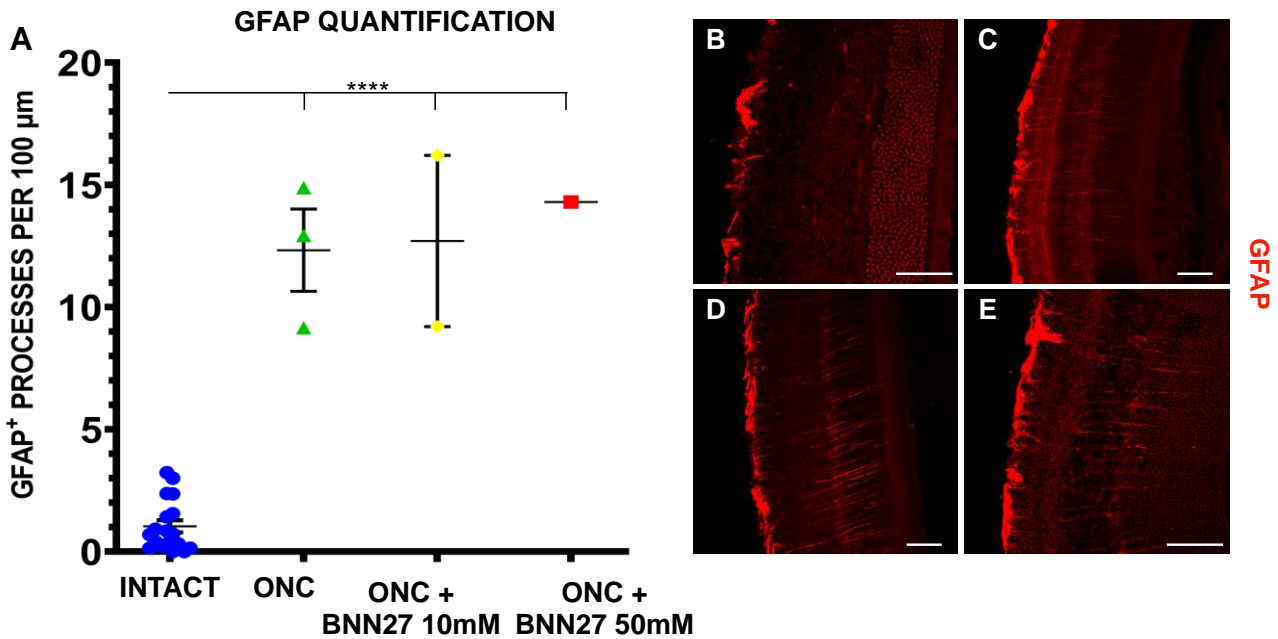 GFAP QUANTIFICATION
A
GFAP⁺ PROCESSES PER 100 µm
20
15
10
5
0
****
INTACT
ONC
ONC +
BNN27 10mM
ONC +
BNN27 50mM
B
C
D
E
GFAP